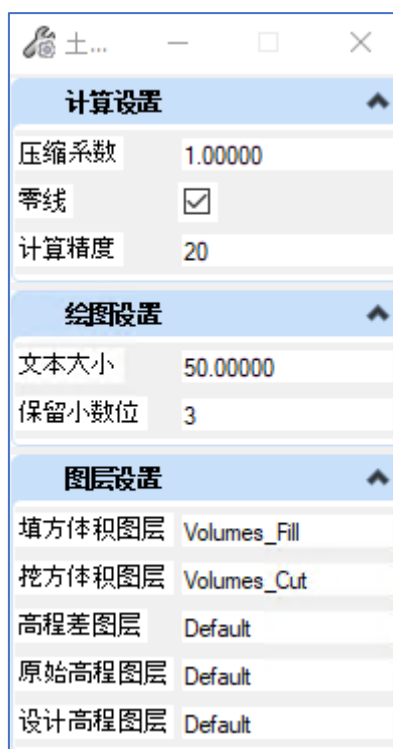 土...
计算设置
压缩系数 1.00000
零线
计算精度 20
绘图设置
文本大小 50.00000
保留小数位 3
图层设置
填方体积图层 Volumes_Fill
挖方体积图层 Volumes_Cut
高程差图层 Default
原始高程图层 Default
设计高程图层 Default